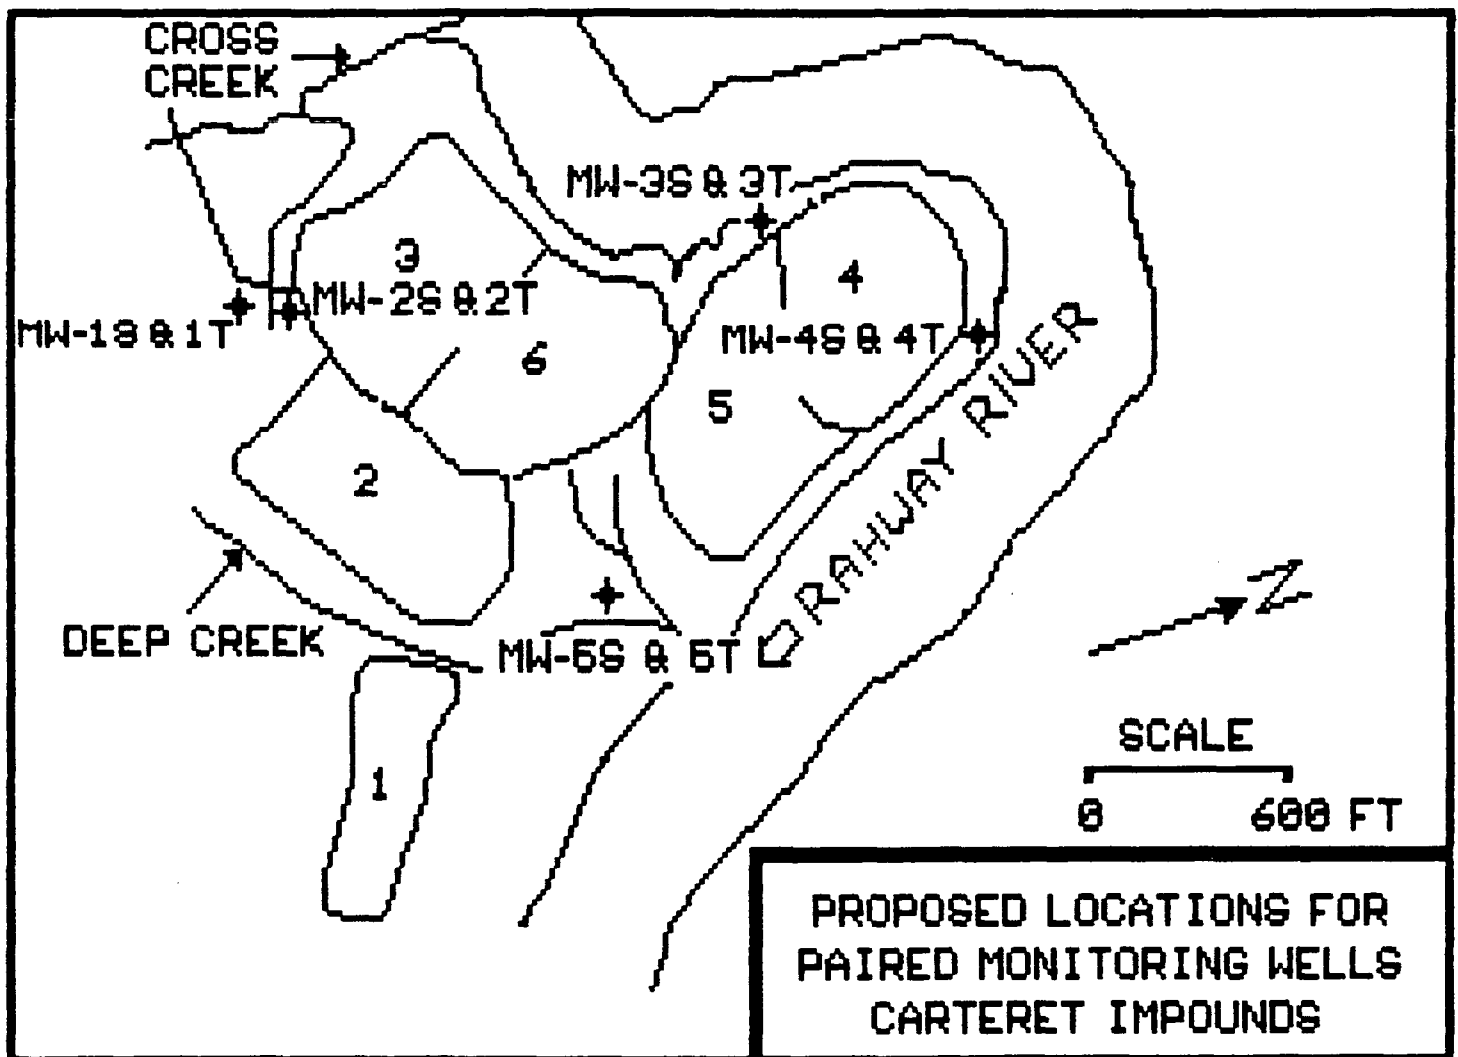 CROSS
CREEK
MW-3S & 3T
3
4
MW-2S & 2T
MW-1S & 1T
MW-4S & 4T
6
5
2
RAHWAY RIVER
DEEP CREEK
MW-5S & 5T
N
1
SCALE
0 600 FT
PROPOSED LOCATIONS FOR
PAIRED MONITORING WELLS
CARTERET IMPOUNDS